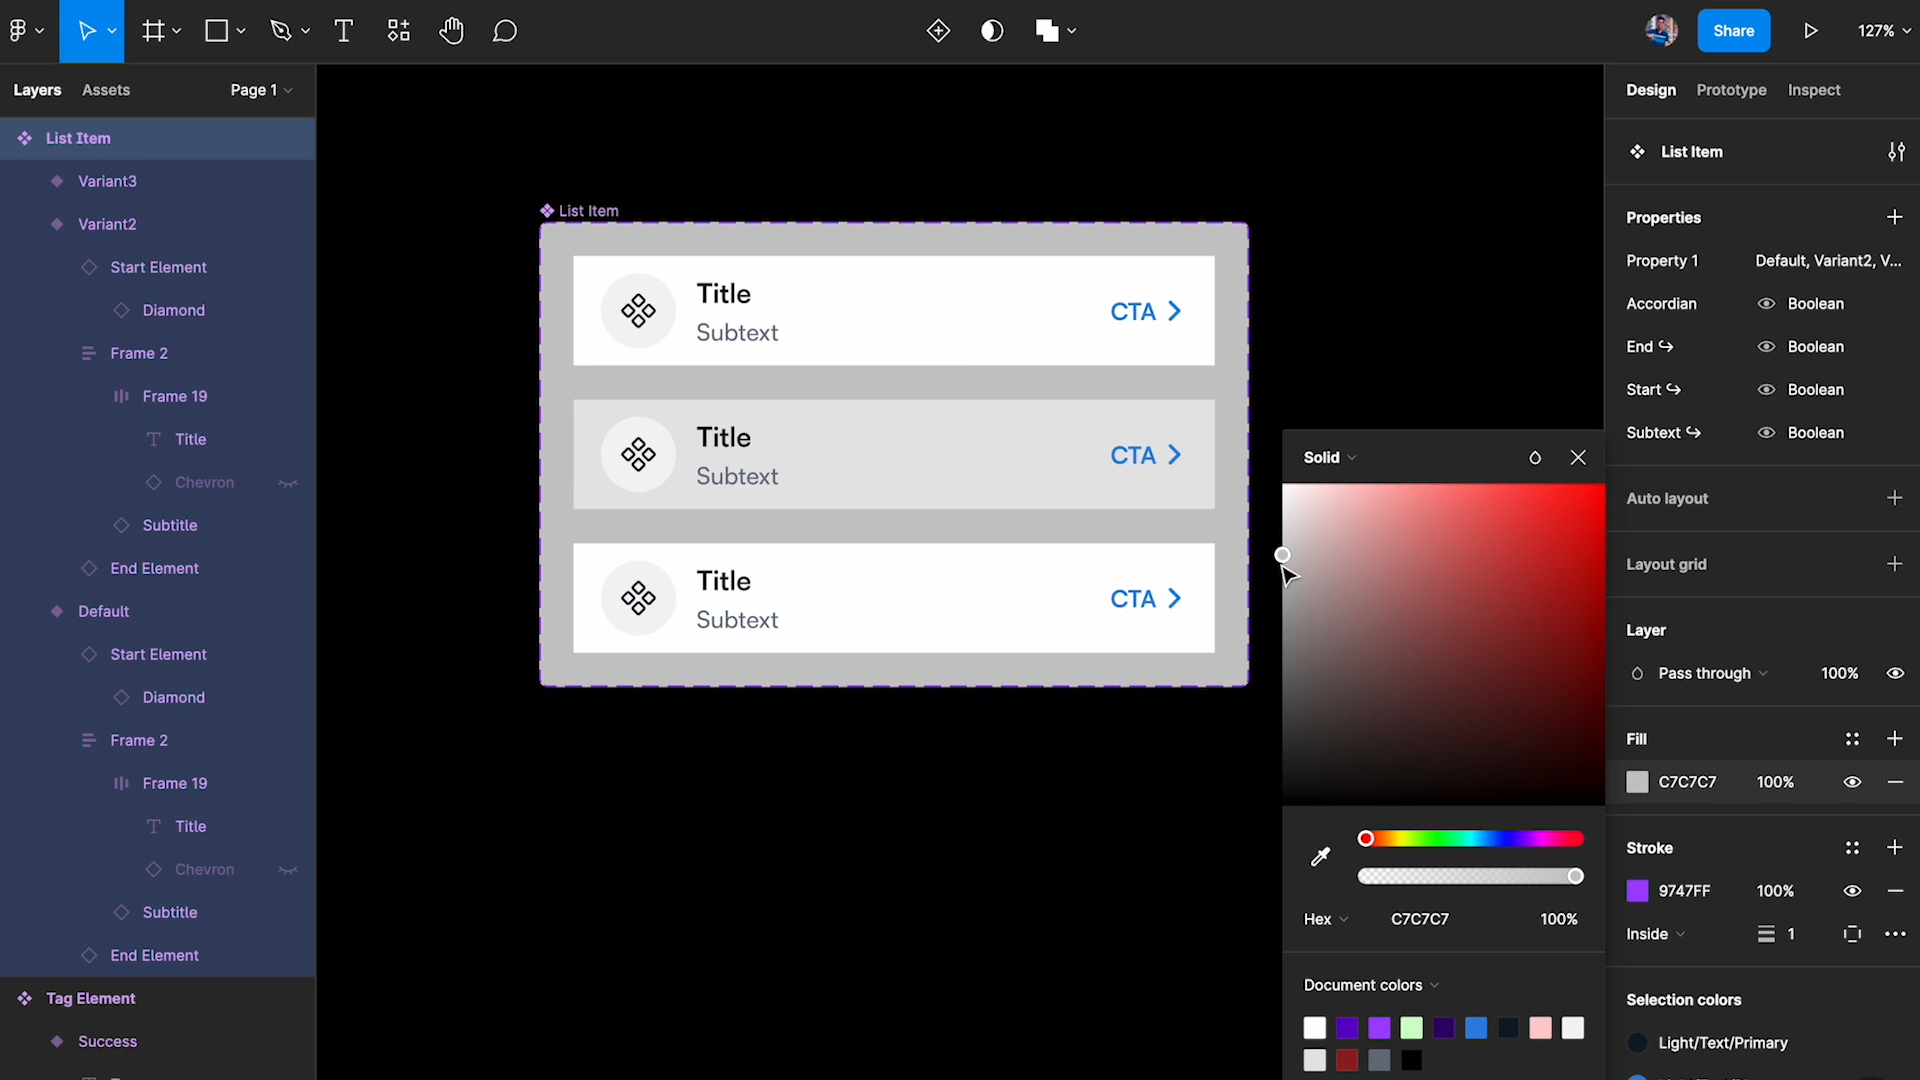 Share
127%
Layers
Assets
Page 1
List Item
Variant3
Variant2
Start Element
Diamond
Frame 2
Frame 19
Title
Chevron
Subtitle
End Element
Default
Start Element
Diamond
Frame 2
Frame 19
Title
Chevron
Subtitle
End Element
Tag Element
Success
List Item
Title
Subtext
CTA
Title
Subtext
CTA
Title
Subtext
CTA
Solid
Hex C7C7C7 100%
Document colors
Design Prototype Inspect
List Item
Properties
Property 1 Default, Variant2, V...
Accordian Boolean
End ↪ Boolean
Start ↪ Boolean
Subtext ↪ Boolean
Auto layout
Layout grid
Layer
Pass through 100%
Fill
C7C7C7 100%
Stroke
9747FF 100%
Inside 1
Selection colors
Light/Text/Primary